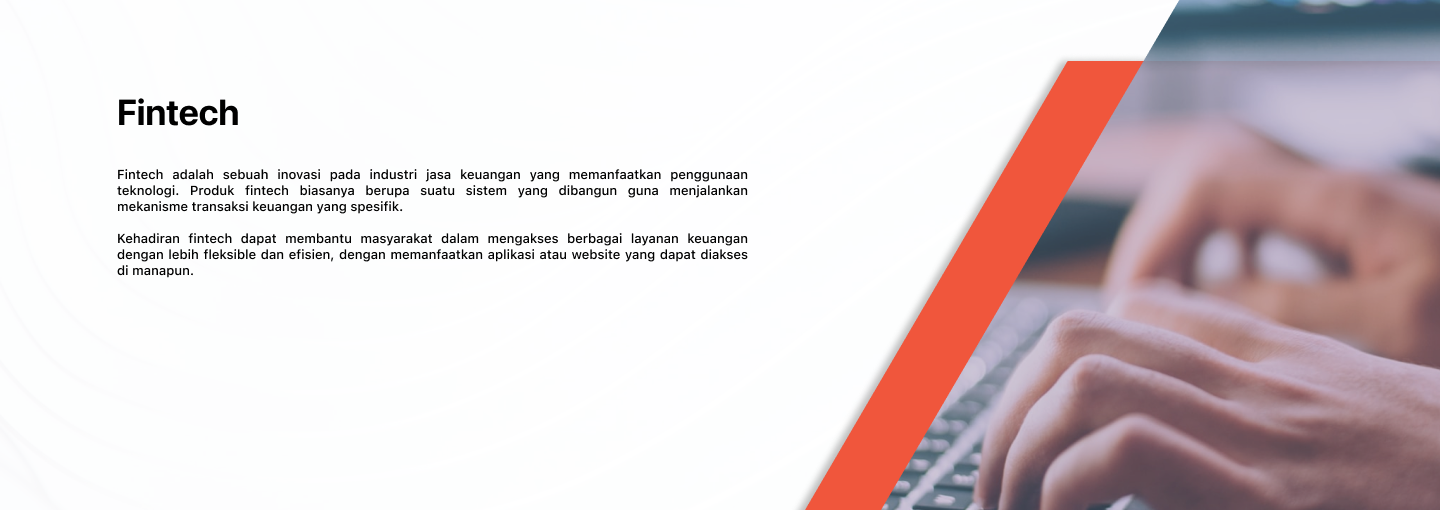 Fintech
Fintech adalah sebuah inovasi pada industri jasa keuangan yang memanfaatkan penggunaan
teknologi. Produk fintech biasanya berupa suatu sistem yang dibangun guna menjalankan
mekanisme transaksi keuangan yang spesifik.
Kehadiran fintech dapat membantu masyarakat dalam mengakses berbagai layanan keuangan
dengan lebih fleksible dan efisien, dengan memanfaatkan aplikasi atau website yang dapat diakses
di manapun.